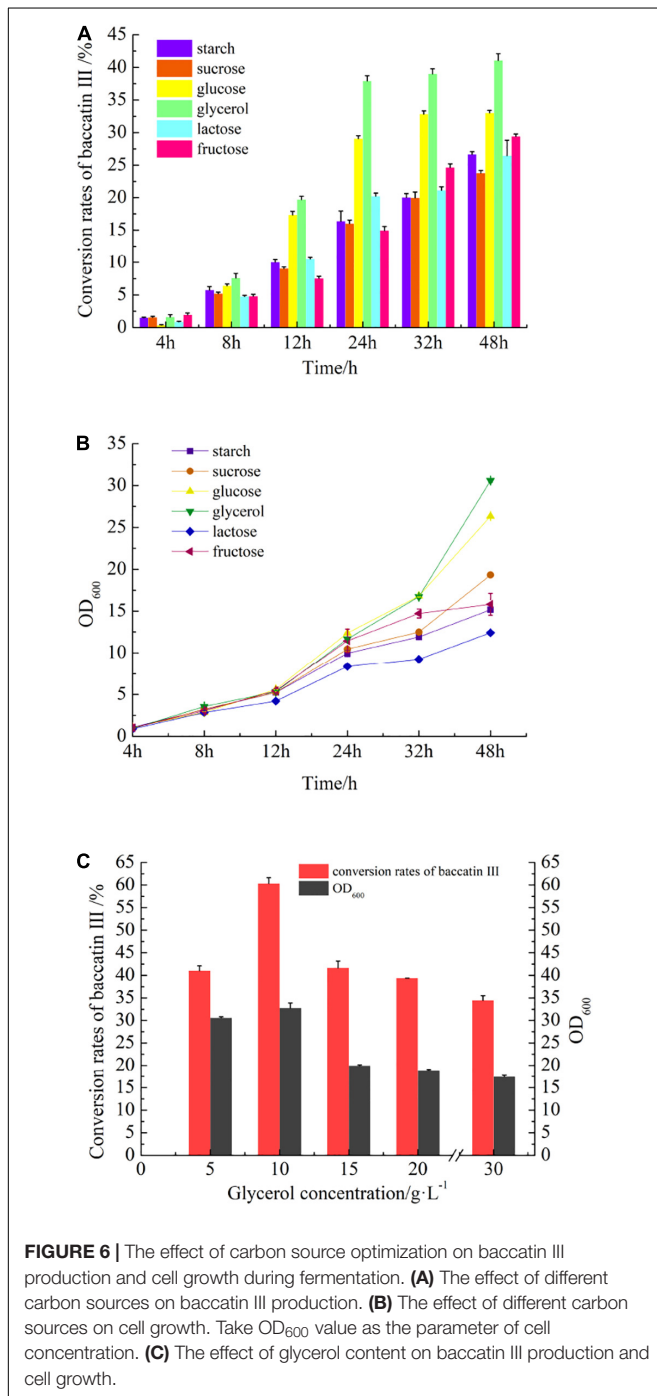 A
Conversion rates of baccatin III /%
45
40
35
30
25
20
15
10
5
0
starch
sucrose
glucose
glycerol
lactose
fructose
4h 8h 12h 24h 32h 48h
Time/h
B
OD600
35
30
25
20
15
10
5
0
starch
sucrose
glucose
glycerol
lactose
fructose
4h 8h 12h 24h 32h 48h
Time/h
C
Conversion rates of baccatin III /%
65
60
55
50
45
40
35
30
25
20
15
10
5
0
conversion rates of baccatin III
OD600
65
60
55
50
45
40
35
30
25
20
15
10
5
0
OD600
0 5 10 15 20 30
Glycerol concentration/g·L-1
FIGURE 6 | The effect of carbon source optimization on baccatin III
production and cell growth during fermentation. (A) The effect of different
carbon sources on baccatin III production. (B) The effect of different carbon
sources on cell growth. Take OD600 value as the parameter of cell
concentration. (C) The effect of glycerol content on baccatin III production and
cell growth.